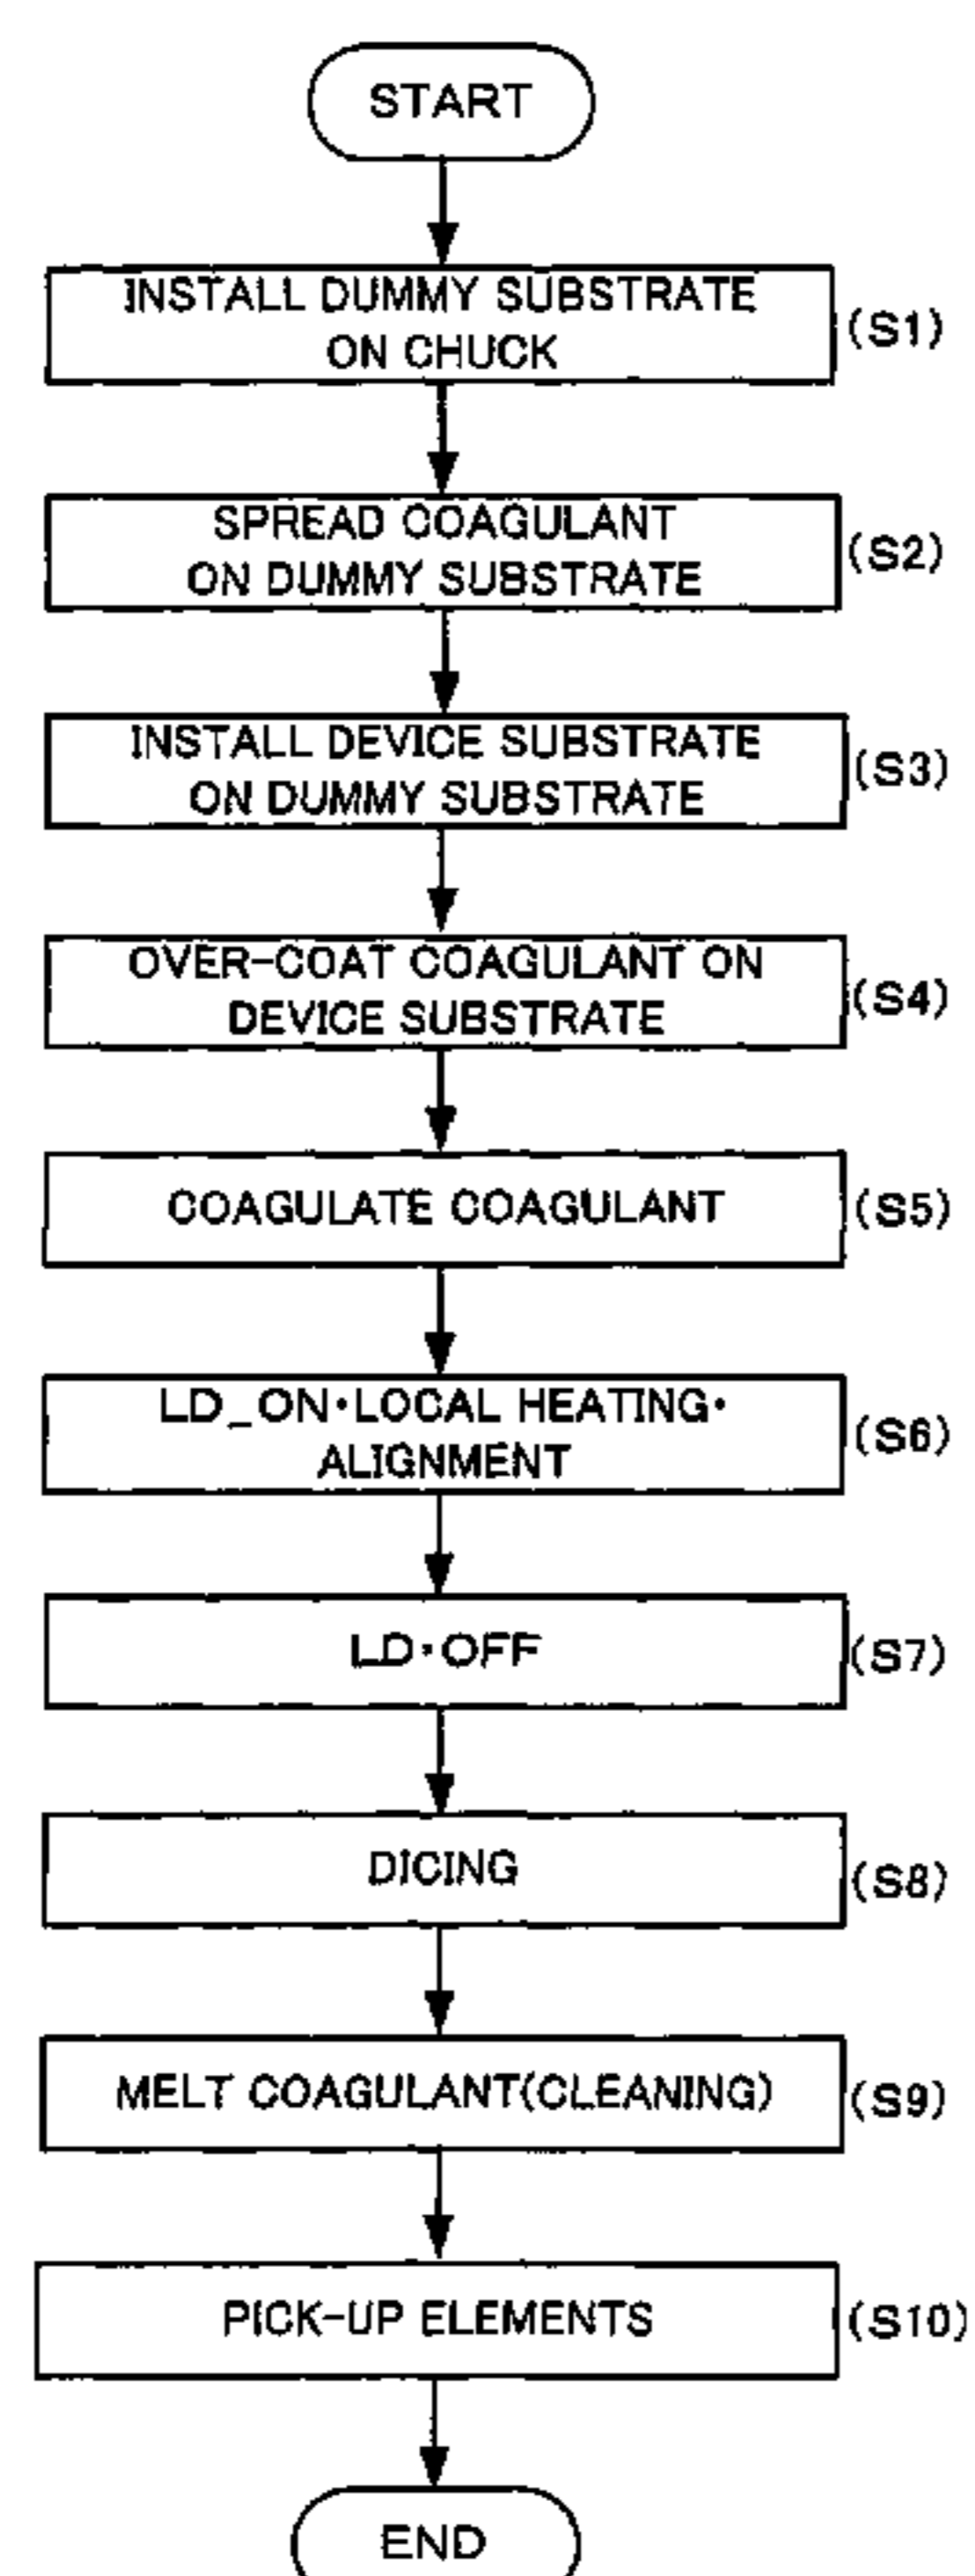 START
INSTALL DUMMY SUBSTRATE
ON CHUCK
(S1)
SPREAD COAGULANT
ON DUMMY SUBSTRATE
(S2)
INSTALL DEVICE SUBSTRATE
ON DUMMY SUBSTRATE
(S3)
OVER-COAT COAGULANT ON
DEVICE SUBSTRATE
(S4)
COAGULATE COAGULANT
(S5)
LD_ON・LOCAL HEATING・
ALIGNMENT
(S6)
LD・OFF
(S7)
DICING
(S8)
MELT COAGULANT(CLEANING)
(S9)
PICK-UP ELEMENTS
(S10)
END